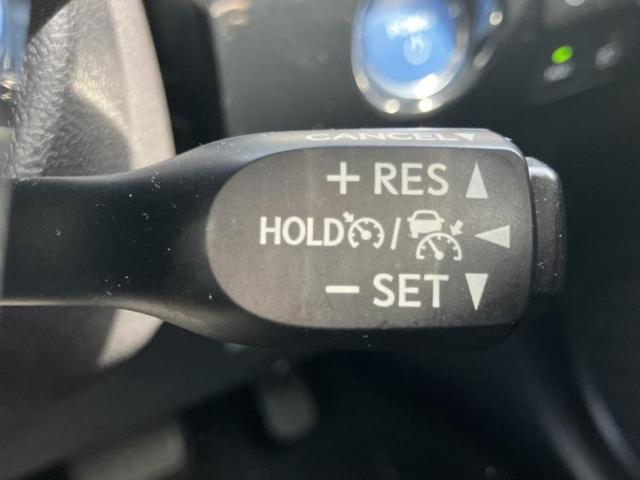 CANCEL ▼
+ RES ▲
HOLD / ◀
− SET ▼